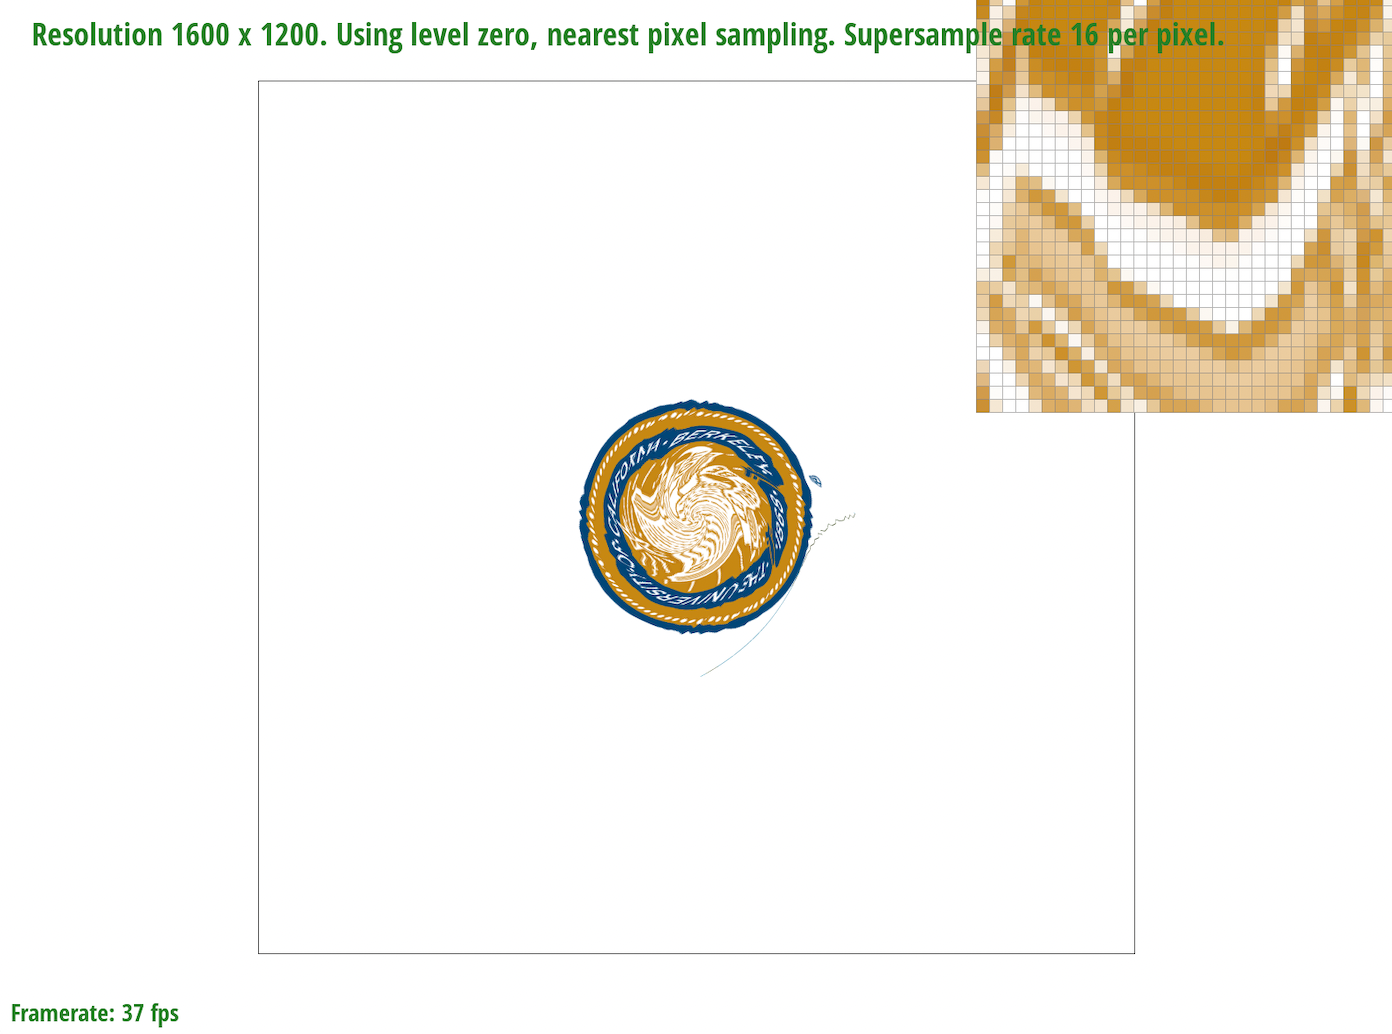 Resolution 1600 x 1200. Using level zero, nearest pixel sampling. Supersample rate 16 per pixel.
CALIFORNIA · BERKELEY
THE UNIVERSITY OF
Framerate: 37 fps